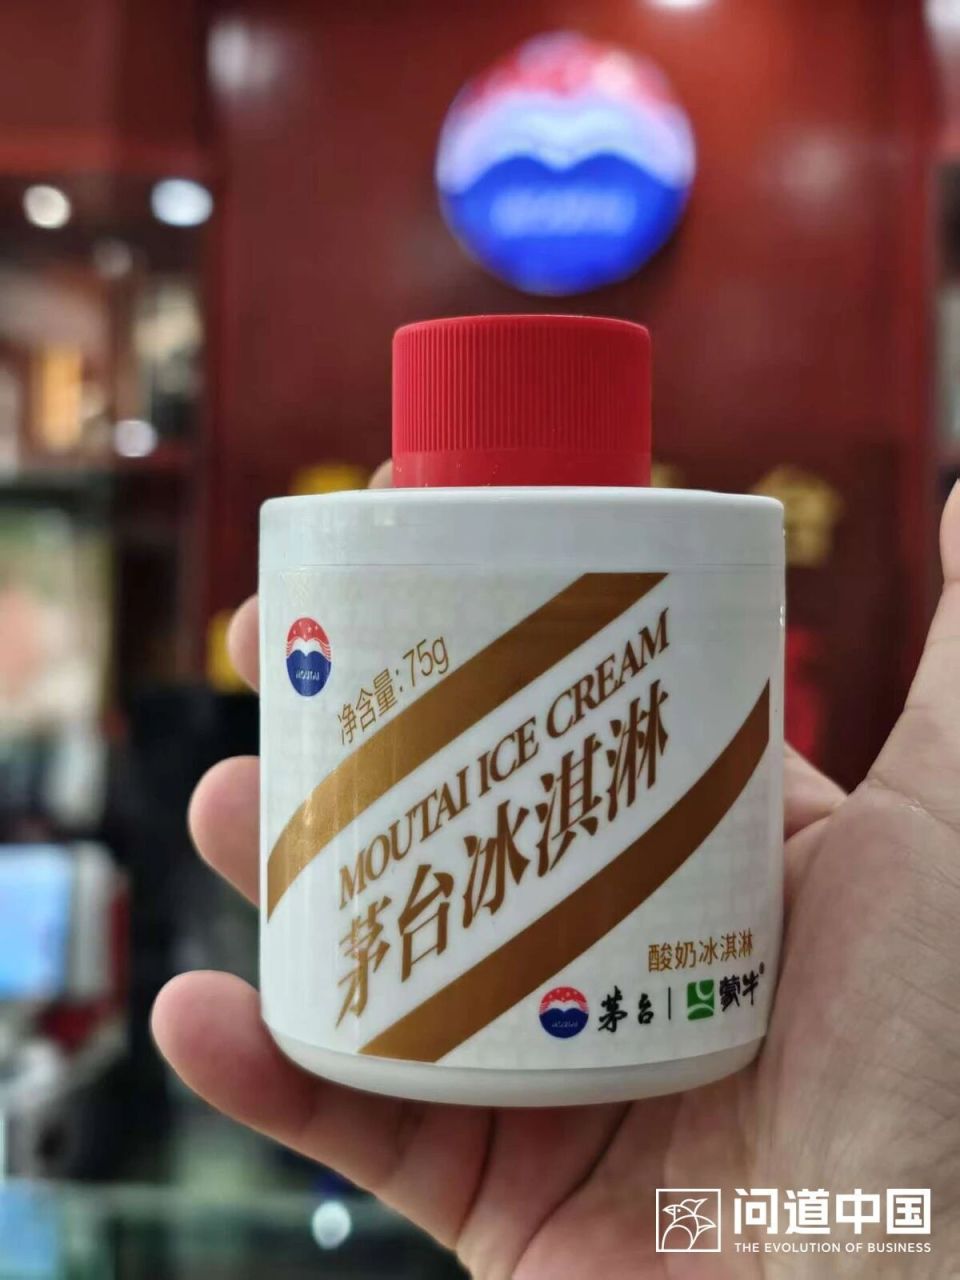 MOUTAI
净含量:75g
MOUTAI ICE CREAM
茅台冰淇淋
酸奶冰淇淋
茅台 | 蒙牛®
问道中国
THE EVOLUTION OF BUSINESS